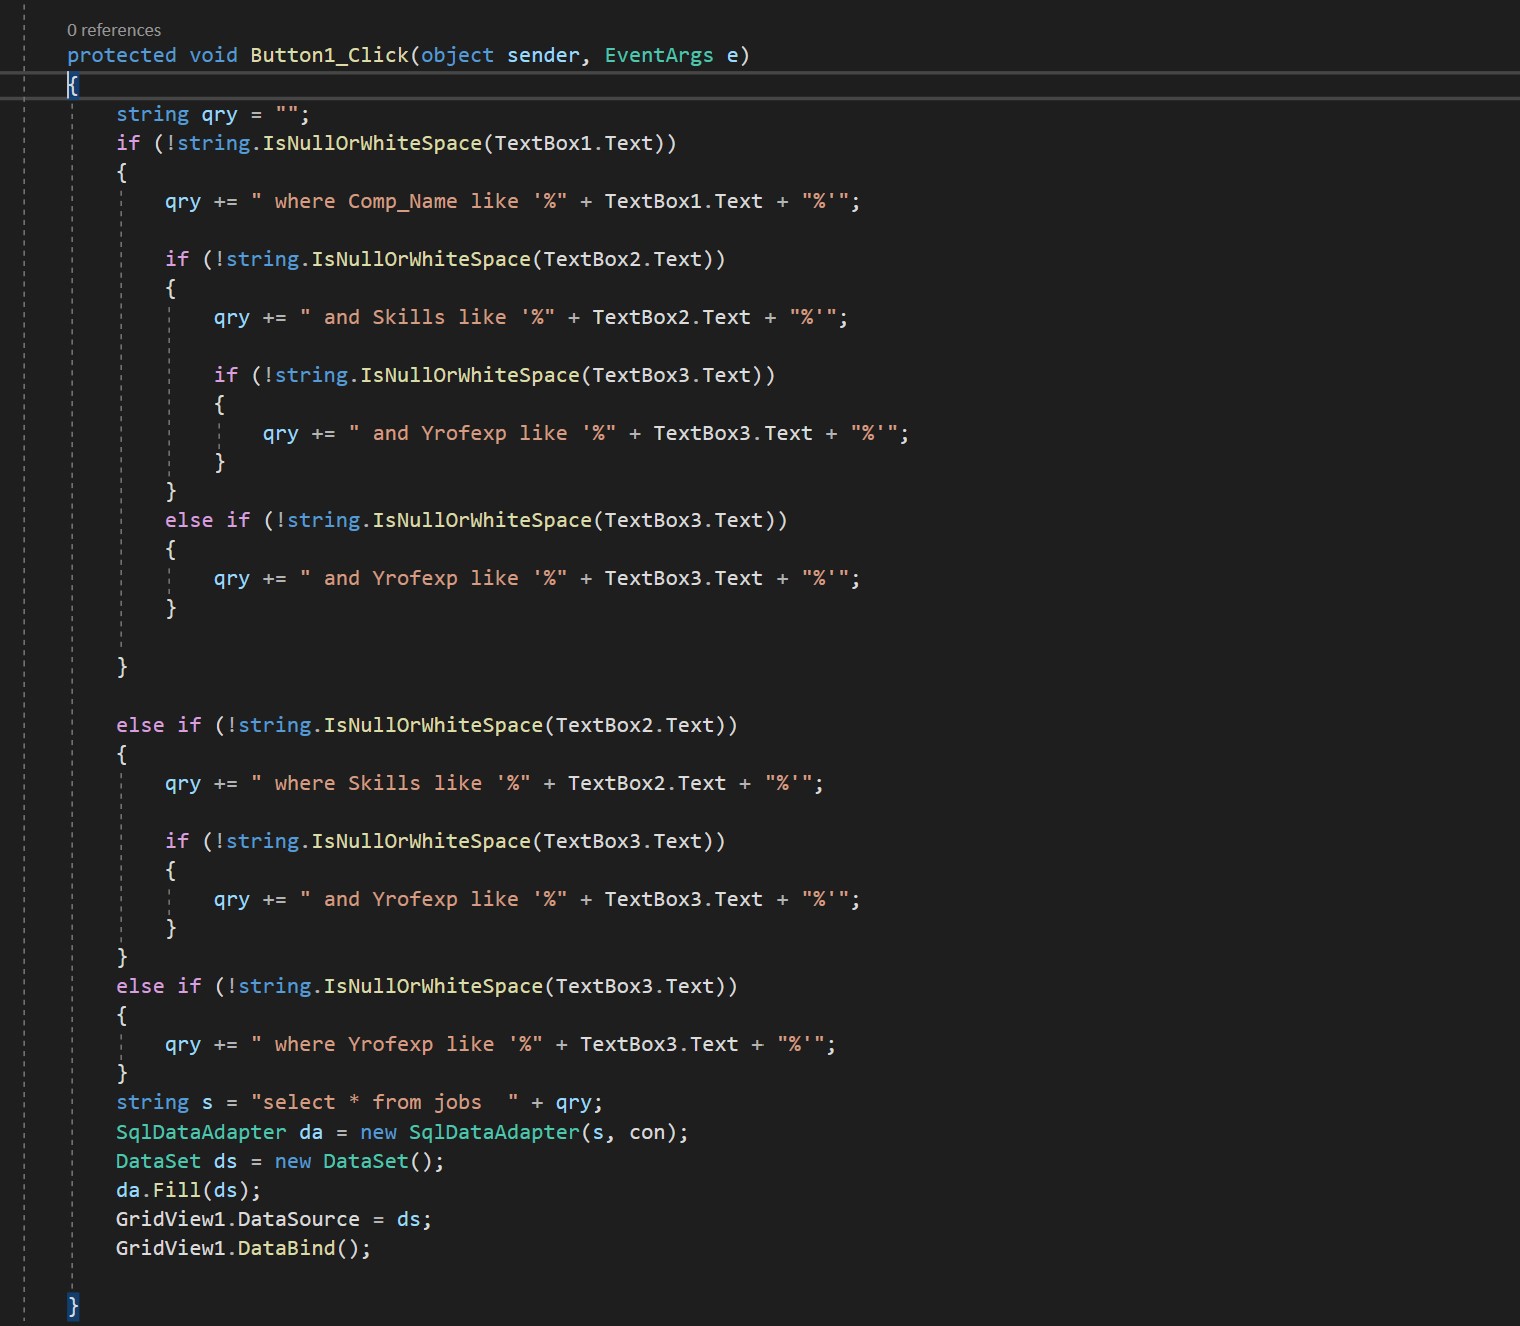 0 references
protected void Button1_Click(object sender, EventArgs e)
{
string qry = "";
if (!string.IsNullOrWhiteSpace(TextBox1.Text))
{
qry += " where Comp_Name like '%" + TextBox1.Text + "%'";
if (!string.IsNullOrWhiteSpace(TextBox2.Text))
{
qry += " and Skills like '%" + TextBox2.Text + "%'";
if (!string.IsNullOrWhiteSpace(TextBox3.Text))
{
qry += " and Yrofexp like '%" + TextBox3.Text + "%'";
}
}
else if (!string.IsNullOrWhiteSpace(TextBox3.Text))
{
qry += " and Yrofexp like '%" + TextBox3.Text + "%'";
}
}
else if (!string.IsNullOrWhiteSpace(TextBox2.Text))
{
qry += " where Skills like '%" + TextBox2.Text + "%'";
if (!string.IsNullOrWhiteSpace(TextBox3.Text))
{
qry += " and Yrofexp like '%" + TextBox3.Text + "%'";
}
}
else if (!string.IsNullOrWhiteSpace(TextBox3.Text))
{
qry += " where Yrofexp like '%" + TextBox3.Text + "%'";
}
string s = "select * from jobs  " + qry;
SqlDataAdapter da = new SqlDataAdapter(s, con);
DataSet ds = new DataSet();
da.Fill(ds);
GridView1.DataSource = ds;
GridView1.DataBind();
}